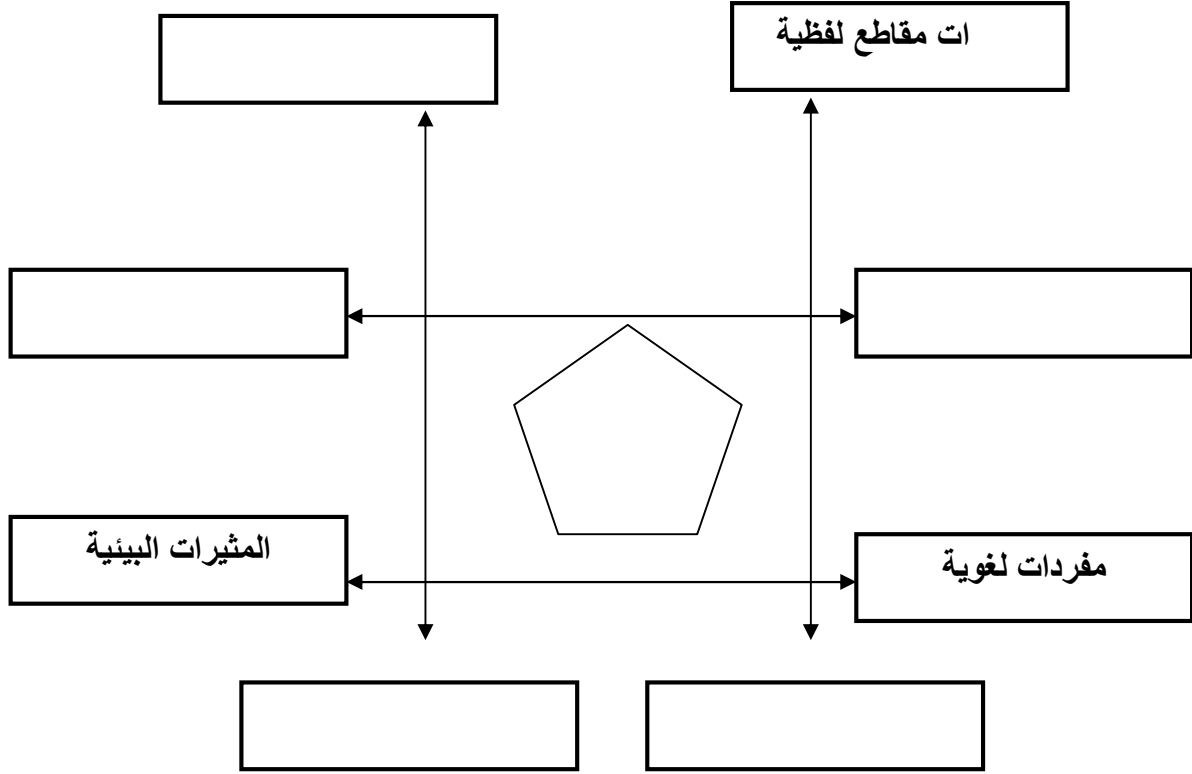 ات مقاطع لفظية
المثيرات البيئية
مفردات لغوية